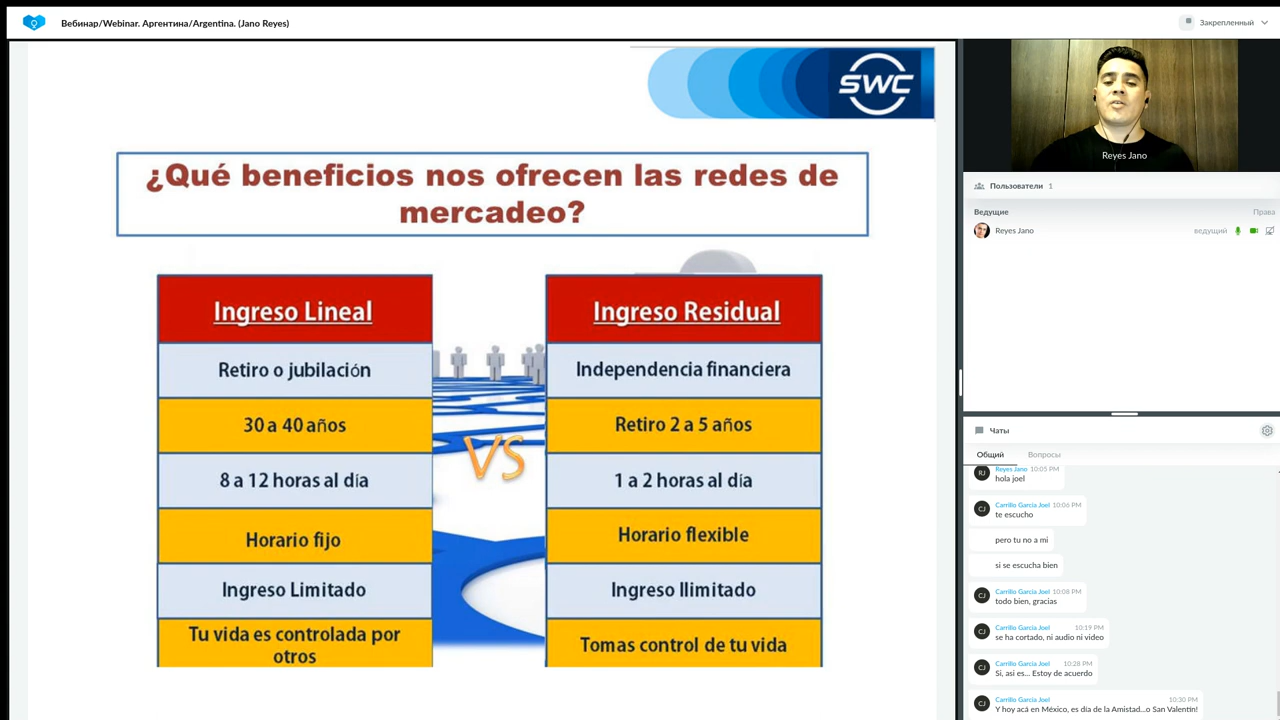 Вебинар/Webinar. Аргентина/Argentina. (Jano Reyes)
Закрепленный
SWC
¿Qué beneficios nos ofrecen las redes de
mercadeo?
Ingreso Lineal
Retiro o jubilación
30 a 40 años
8 a 12 horas al día
Horario fijo
Ingreso Limitado
Tu vida es controlada por
otros
VS
Ingreso Residual
Independencia financiera
Retiro 2 a 5 años
1 a 2 horas al día
Horario flexible
Ingreso Ilimitado
Tomas control de tu vida
Reyes Jano
Пользователи 1
Ведущие Права
Reyes Jano ведущий
Чаты
Общий Вопросы
RJ Reyes Jano 10:05 PM
hola joel
CJ Carrillo Garcia Joel 10:06 PM
te escucho
pero tu no a mi
si se escucha bien
CJ Carrillo Garcia Joel 10:08 PM
todo bien, gracias
CJ Carrillo Garcia Joel 10:19 PM
se ha cortado, ni audio ni video
CJ Carrillo Garcia Joel 10:28 PM
Si, asi es... Estoy de acuerdo
CJ Carrillo Garcia Joel 10:30 PM
Y hoy acá en México, es día de la Amistad...o San Valentín!